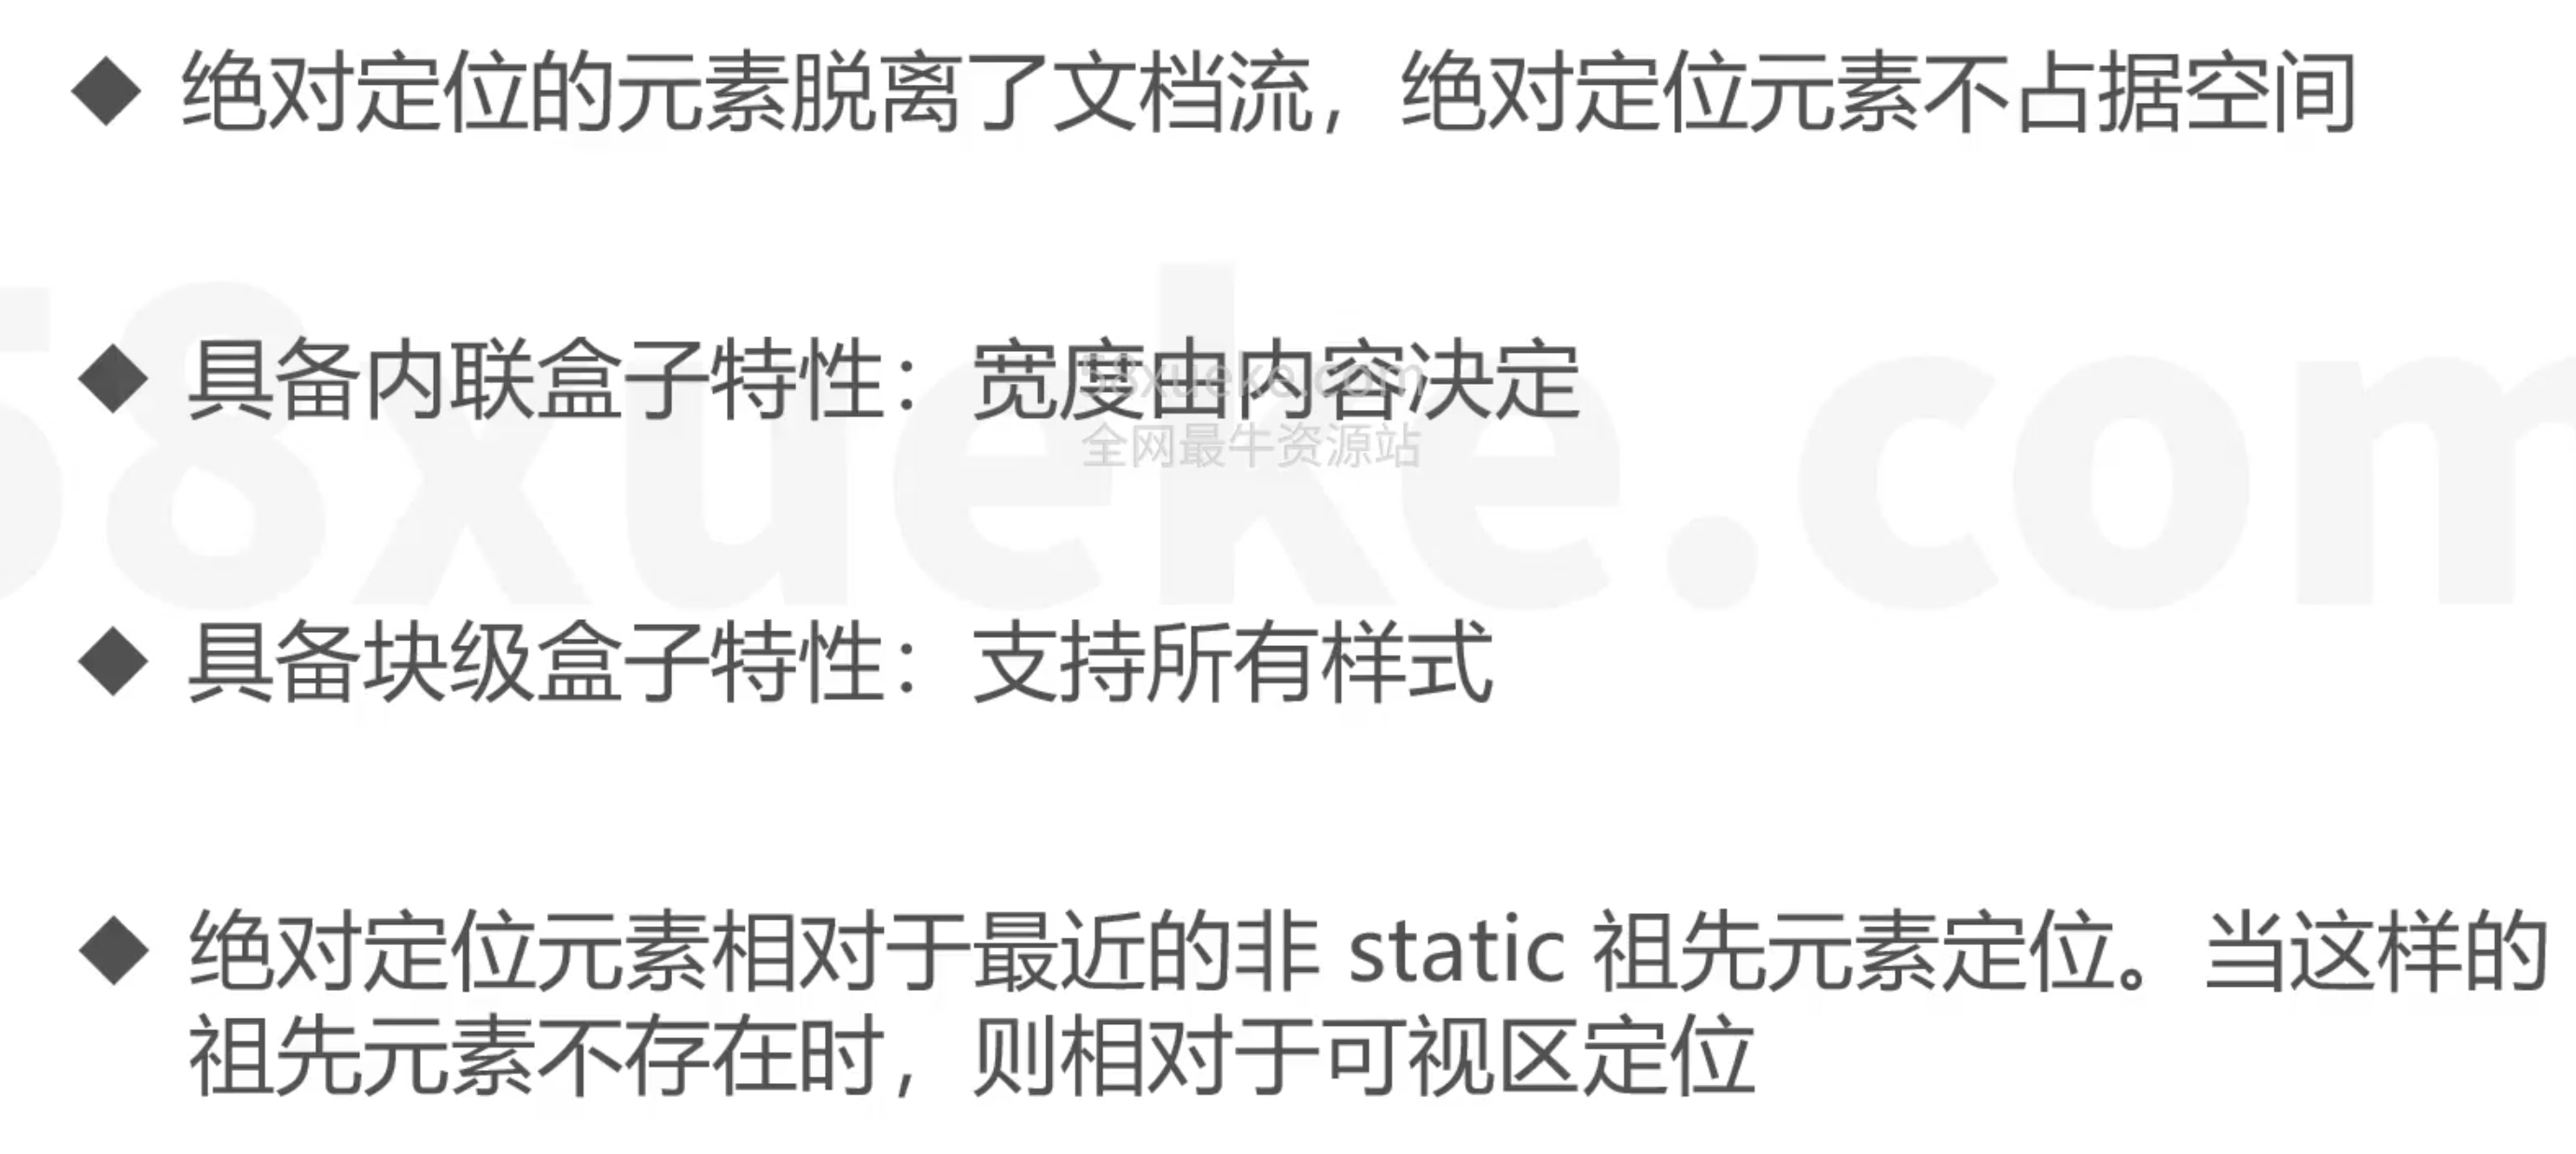 ◆ 绝对定位的元素脱离了文档流，绝对定位元素不占据空间
◆ 具备内联盒子特性：宽度由内容决定
58xueke.com
全网最牛资源站
58xueke.com
◆ 具备块级盒子特性：支持所有样式
◆ 绝对定位元素相对于最近的非 static 祖先元素定位。当这样的
祖先元素不存在时，则相对于可视区定位